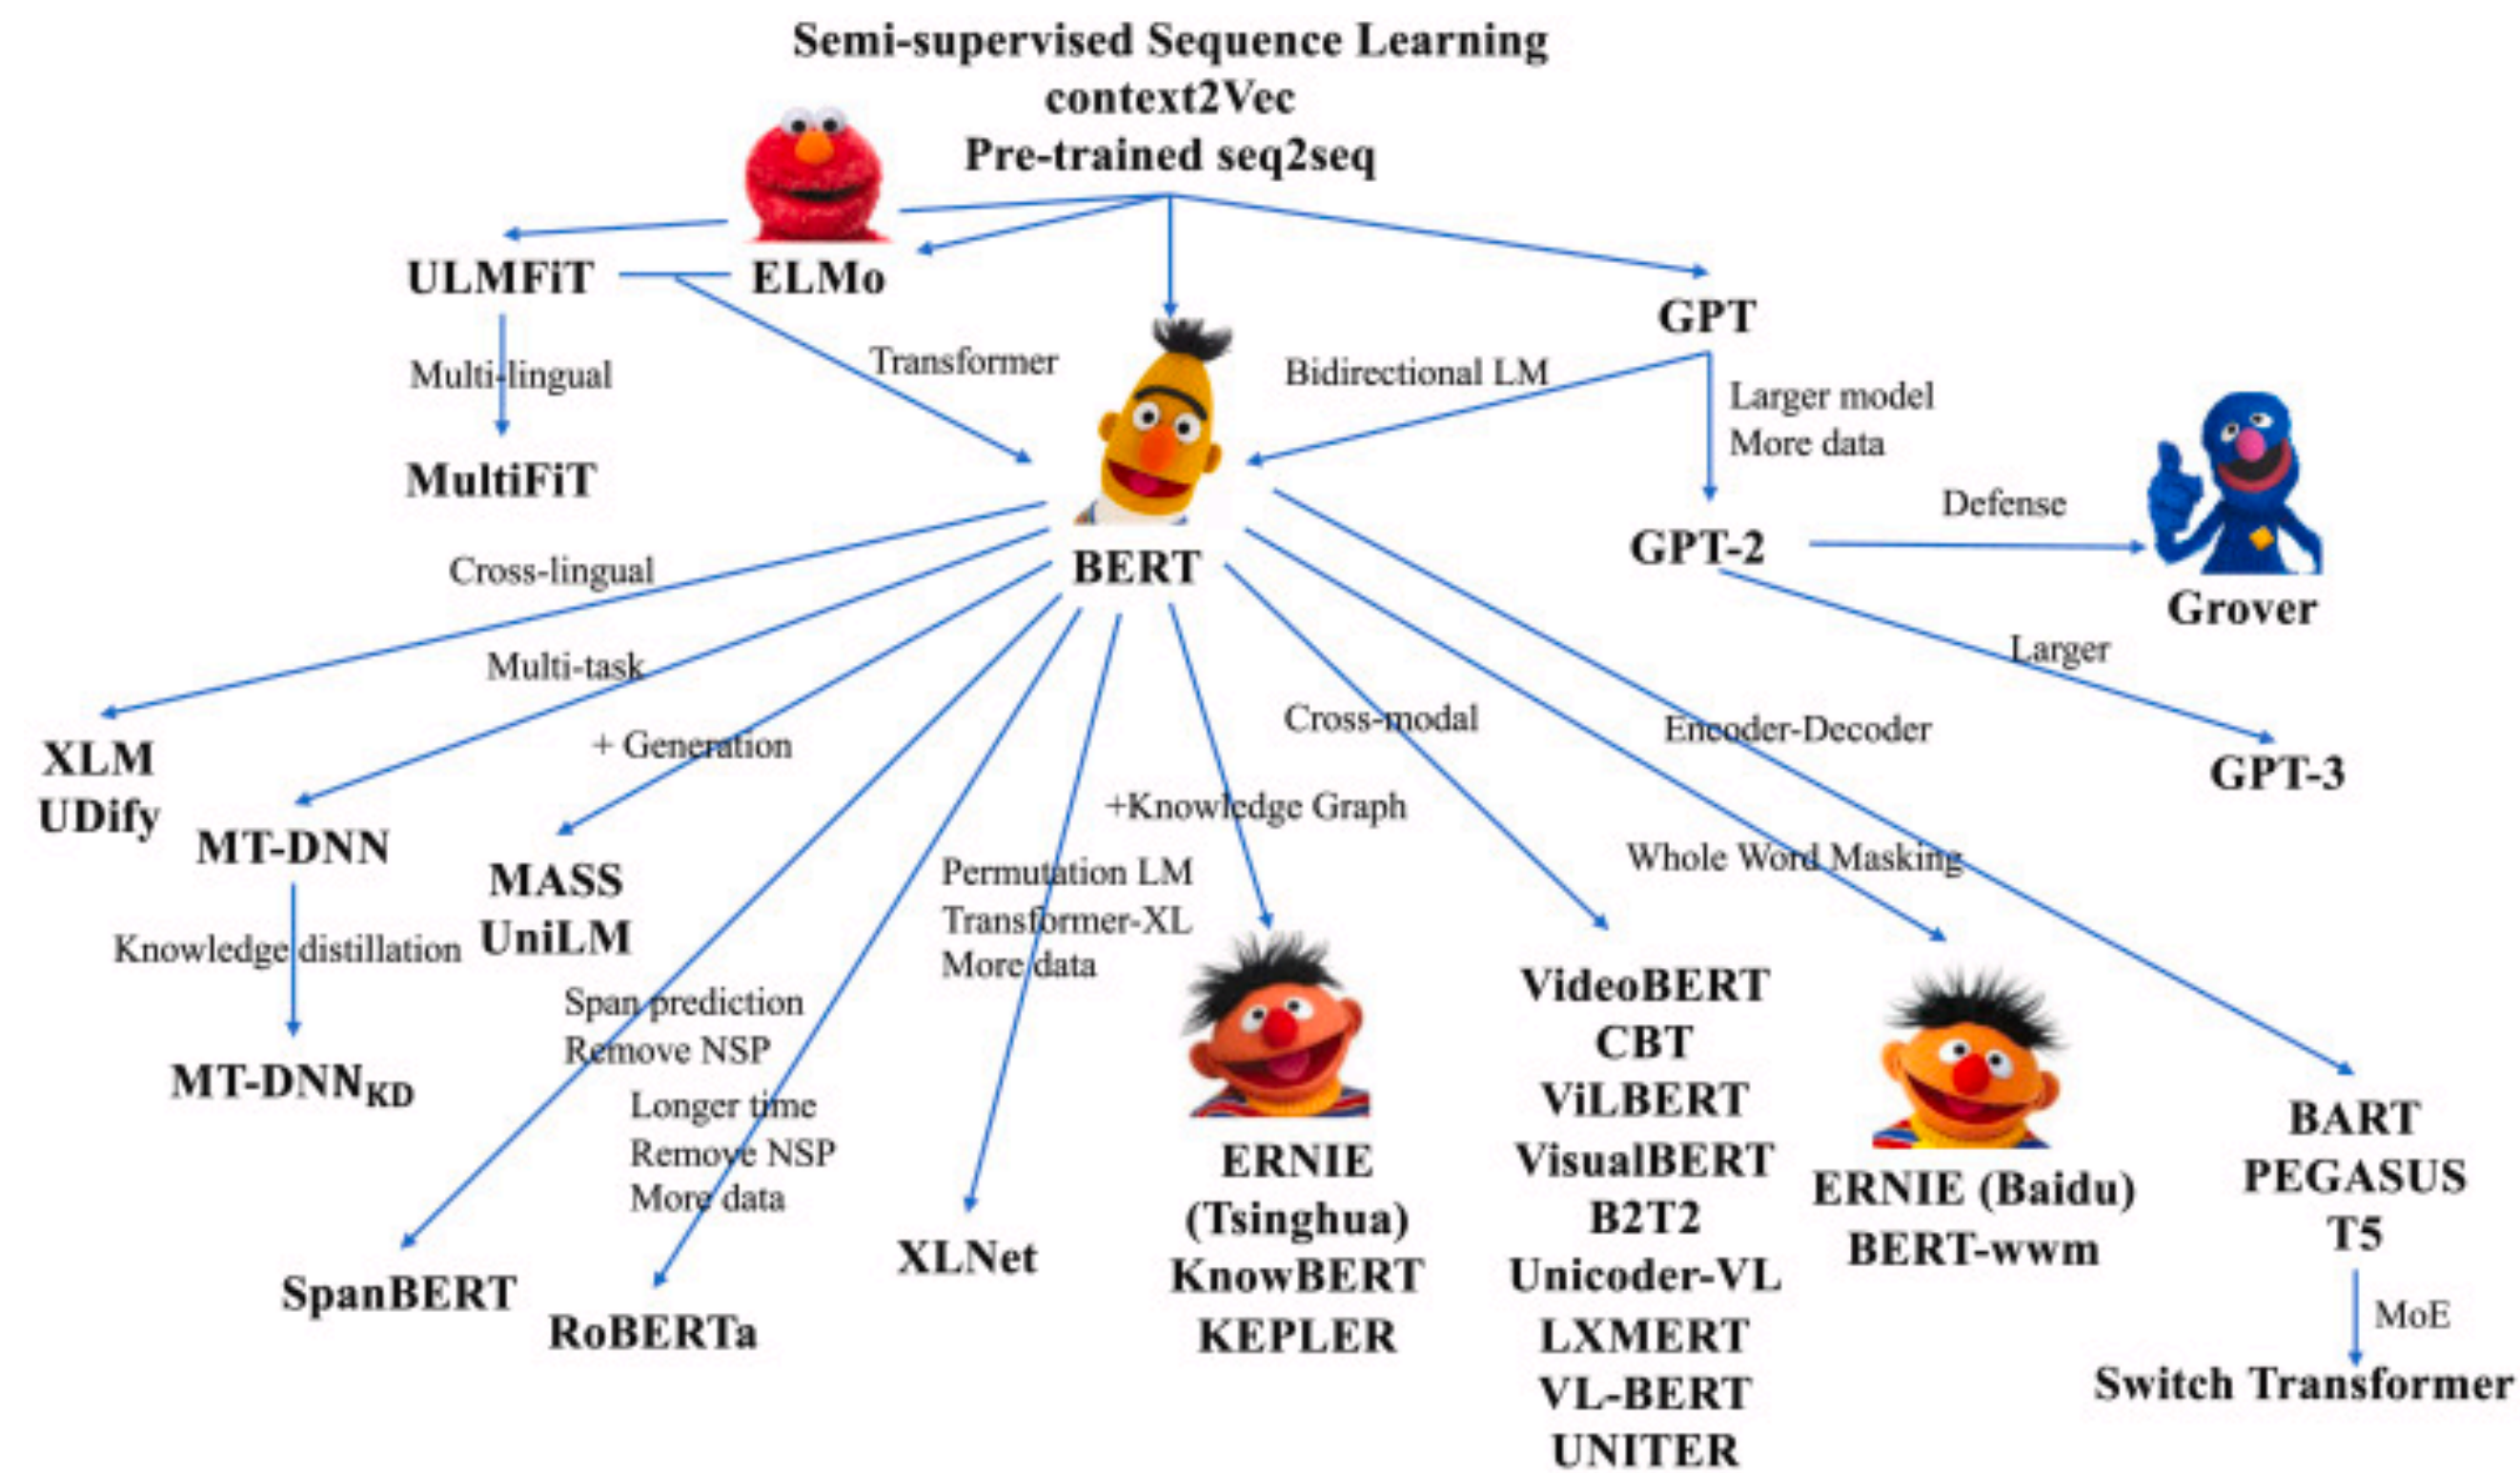 Semi-supervised Sequence Learning
context2Vec
Pre-trained seq2seq
ULMFiT
ELMo
GPT
Multi-lingual
Transformer
Bidirectional LM
Larger model
More data
MultiFiT
Defense
Cross-lingual
BERT
GPT-2
Grover
Multi-task
Larger
+ Generation
Cross-modal
Encoder-Decoder
XLM
UDify
GPT-3
MT-DNN
+Knowledge Graph
MASS
UniLM
Permutation LM
Transformer-XL
More data
Whole Word Masking
Knowledge distillation
Span prediction
Remove NSP
MT-DNNKD
Longer time
Remove NSP
More data
SpanBERT
RoBERTa
XLNet
ERNIE
(Tsinghua)
KnowBERT
KEPLER
VideoBERT
CBT
ViLBERT
VisualBERT
B2T2
Unicoder-VL
LXMERT
VL-BERT
UNITER
ERNIE (Baidu)
BERT-wwm
BART
PEGASUS
T5
MoE
Switch Transformer